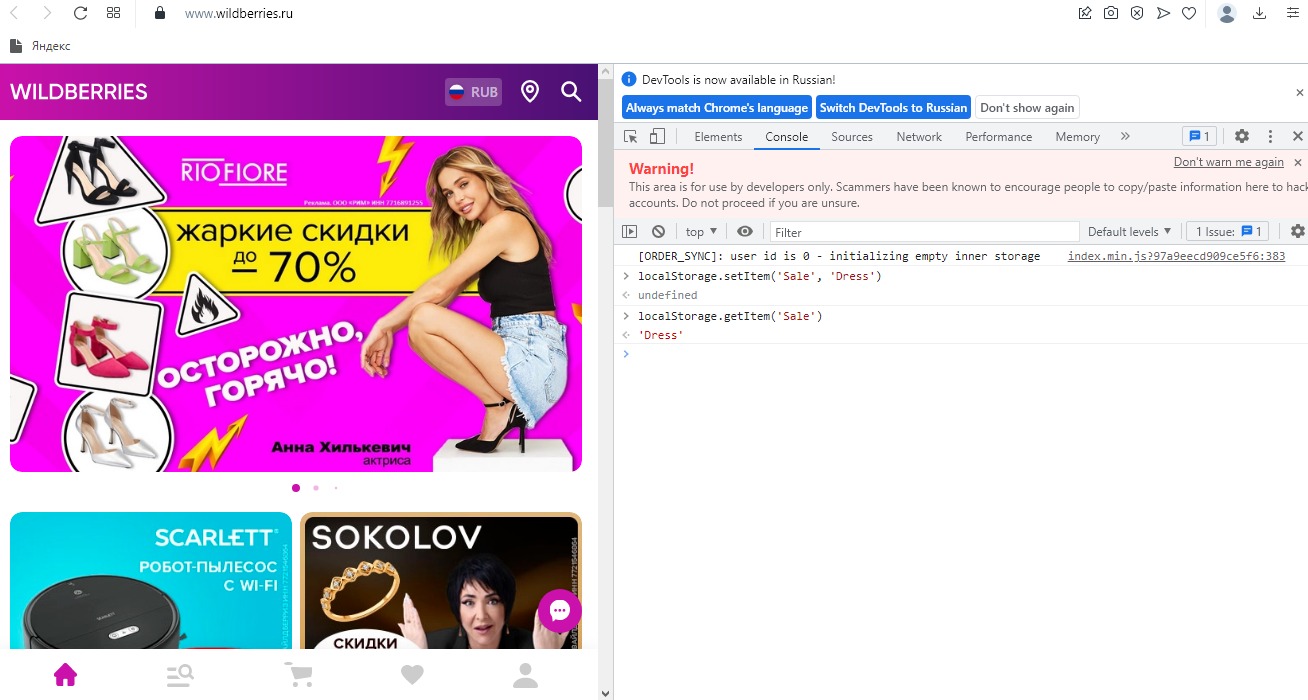 www.wildberries.ru
Яндекс
WILDBERRIES
RUB
RIOFIORE
Реклама. ООО «РИМ» ИНН 7716891255
жаркие скидки
до 70%
ОСТОРОЖНО,
ГОРЯЧО!
Анна Хилькевич
актриса
SCARLETT
РОБОТ-ПЫЛЕСОС
С WI-FI
SOKOLOV
СКИДКИ
DevTools is now available in Russian!
Always match Chrome's language
Switch DevTools to Russian
Don't show again
Elements
Console
Sources
Network
Performance
Memory
1
Warning!
Don't warn me again
This area is for use by developers only. Scammers have been known to encourage people to copy/paste information here to hack
accounts. Do not proceed if you are unsure.
top
Filter
Default levels
1 Issue:
1
[ORDER_SYNC]: user id is 0 - initializing empty inner storage
index.min.js?97a9eecd909ce5f6:383
localStorage.setItem('Sale', 'Dress')
undefined
localStorage.getItem('Sale')
'Dress'